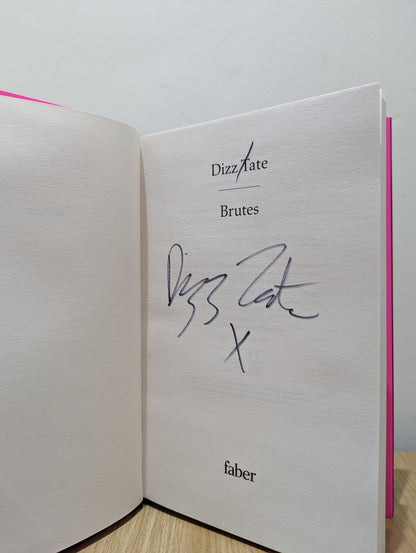 Dizz Tate
Brutes
Dizz Tate
X
faber